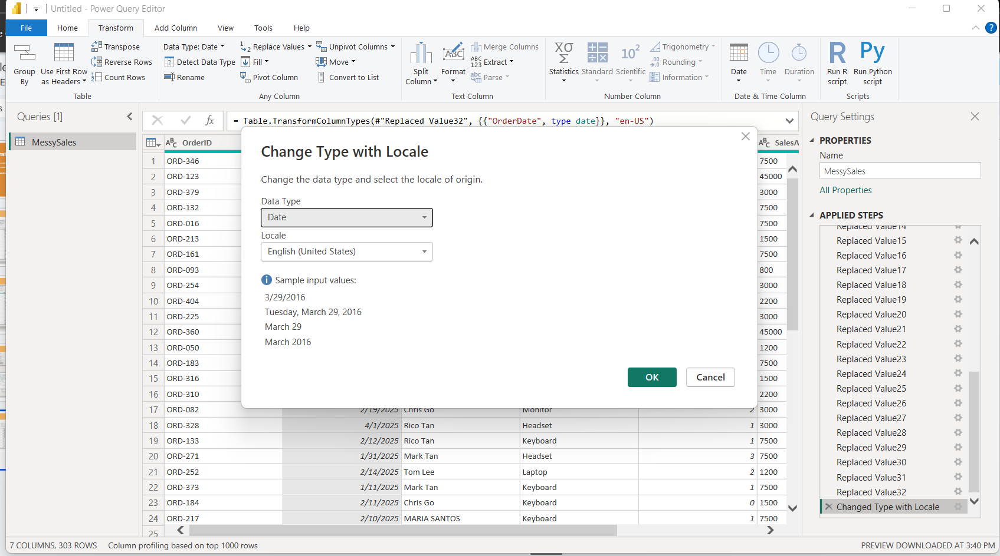 Untitled - Power Query Editor
File Home Transform Add Column View Tools Help
Group By
Use First Row as Headers
Transpose
Reverse Rows
Count Rows
Table
Data Type: Date
Detect Data Type
Rename
Replace Values
Fill
Pivot Column
Unpivot Columns
Move
Convert to List
Any Column
Split Column
Format
Merge Columns
Extract
Parse
Text Column
Statistics
Standard
Scientific
Trigonometry
Rounding
Information
Number Column
Date
Time
Duration
Date & Time Column
Run R script
Run Python script
Scripts
Queries [1]
MessySales
= Table.TransformColumnTypes(#"Replaced Value32", {{"OrderDate", type date}}, "en-US")
OrderID SalesA
1 ORD-346 7500
2 ORD-123 45000
3 ORD-379 3000
4 ORD-132 7500
5 ORD-016 7500
6 ORD-213 1500
7 ORD-161 7500
8 ORD-093 800
9 ORD-254 3000
10 ORD-404 2200
11 ORD-225 3000
12 ORD-360 45000
13 ORD-050 1200
14 ORD-183 7500
15 ORD-316 1500
16 ORD-310 2200
17 ORD-082 2/19/2025 Chris Go Monitor 2 3000
18 ORD-328 4/1/2025 Rico Tan Headset 1 3000
19 ORD-133 2/12/2025 Rico Tan Keyboard 1 7500
20 ORD-271 1/31/2025 Mark Tan Headset 3 7500
21 ORD-252 2/14/2025 Tom Lee Laptop 2 1200
22 ORD-373 1/11/2025 Mark Tan Keyboard 1 7500
23 ORD-184 2/11/2025 Chris Go Keyboard 0 1500
24 ORD-217 2/10/2025 MARIA SANTOS Keyboard 1 7500
25
Change Type with Locale
Change the data type and select the locale of origin.
Data Type
Date
Locale
English (United States)
Sample input values:
3/29/2016
Tuesday, March 29, 2016
March 29
March 2016
OK Cancel
Query Settings
PROPERTIES
Name
MessySales
All Properties
APPLIED STEPS
Replaced Value14
Replaced Value15
Replaced Value16
Replaced Value17
Replaced Value18
Replaced Value19
Replaced Value20
Replaced Value21
Replaced Value22
Replaced Value23
Replaced Value24
Replaced Value25
Replaced Value26
Replaced Value27
Replaced Value28
Replaced Value29
Replaced Value30
Replaced Value31
Replaced Value32
Changed Type with Locale
7 COLUMNS, 303 ROWS Column profiling based on top 1000 rows PREVIEW DOWNLOADED AT 3:40 PM